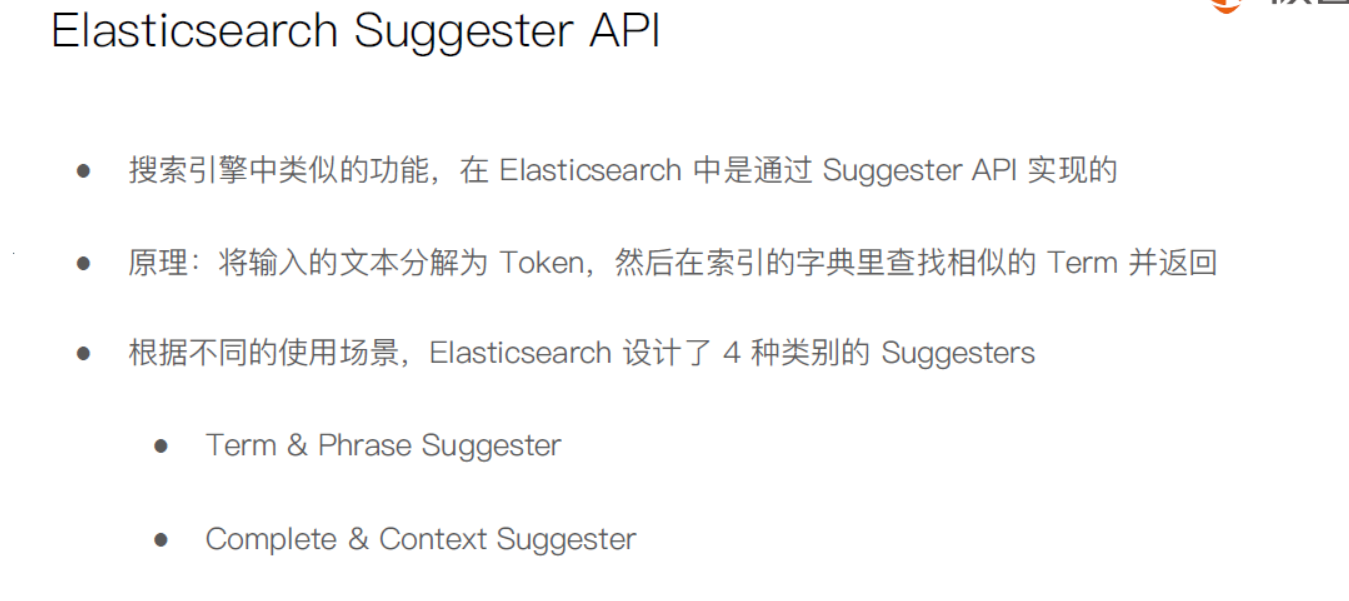 Elasticsearch Suggester API
● 搜索引擎中类似的功能，在 Elasticsearch 中是通过 Suggester API 实现的
● 原理：将输入的文本分解为 Token，然后在索引的字典里查找相似的 Term 并返回
● 根据不同的使用场景，Elasticsearch 设计了 4 种类别的 Suggesters
● Term & Phrase Suggester
● Complete & Context Suggester